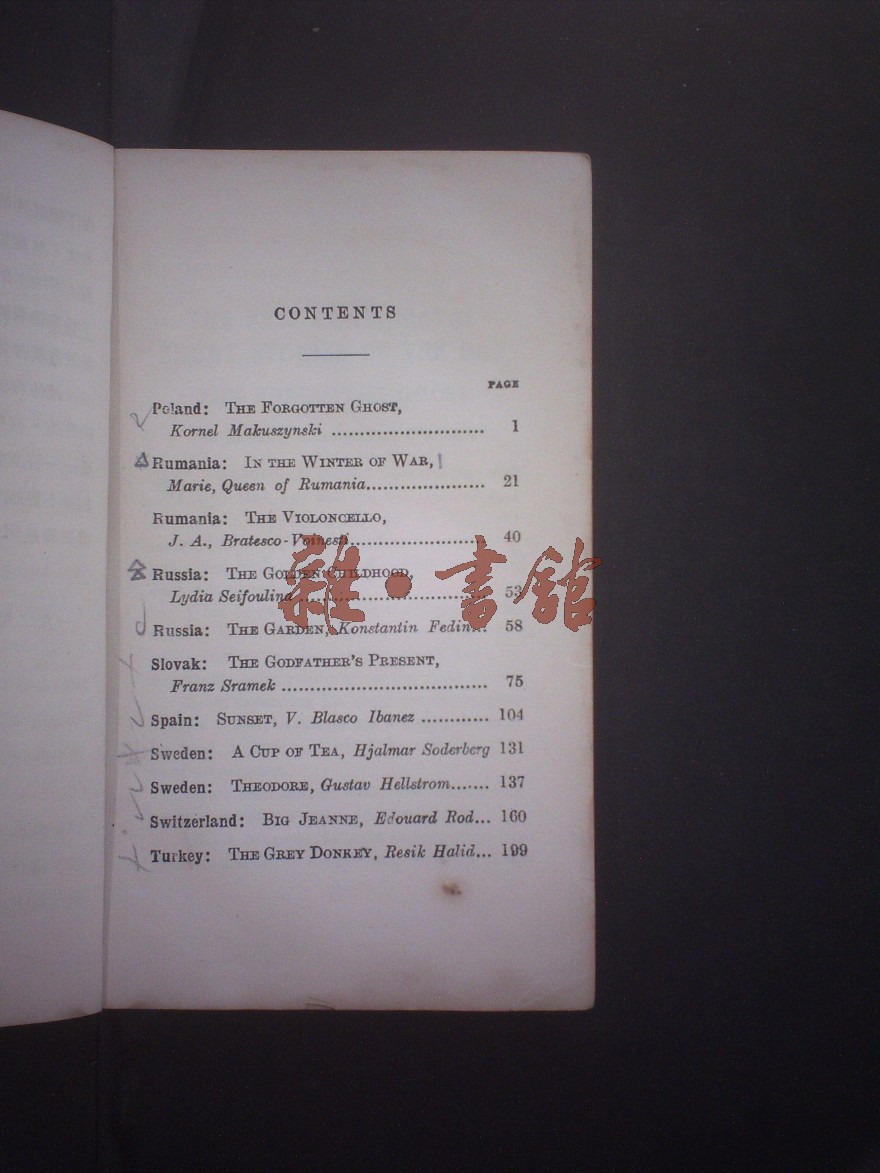 CONTENTS
PAGE
Poland: THE FORGOTTEN GHOST,
Kornel Makuszynski ........................... 1
Rumania: IN THE WINTER OF WAR,
Marie, Queen of Rumania..................... 21
Rumania: THE VIOLONCELLO,
J. A., Bratesco-Voinesti........................ 40
Russia: THE GOLDEN CHILDHOOD,
Lydia Seifoulina.................................. 53
Russia: THE GARDEN, Konstantin Fedin... 58
Slovak: THE GODFATHER'S PRESENT,
Franz Sramek ..................................... 75
Spain: SUNSET, V. Blasco Ibanez ............ 104
Sweden: A CUP OF TEA, Hjalmar Soderberg 131
Sweden: THEODORE, Gustav Hellstrom....... 137
Switzerland: BIG JEANNE, Edouard Rod... 160
Turkey: THE GREY DONKEY, Resik Halid... 199
雜·書館